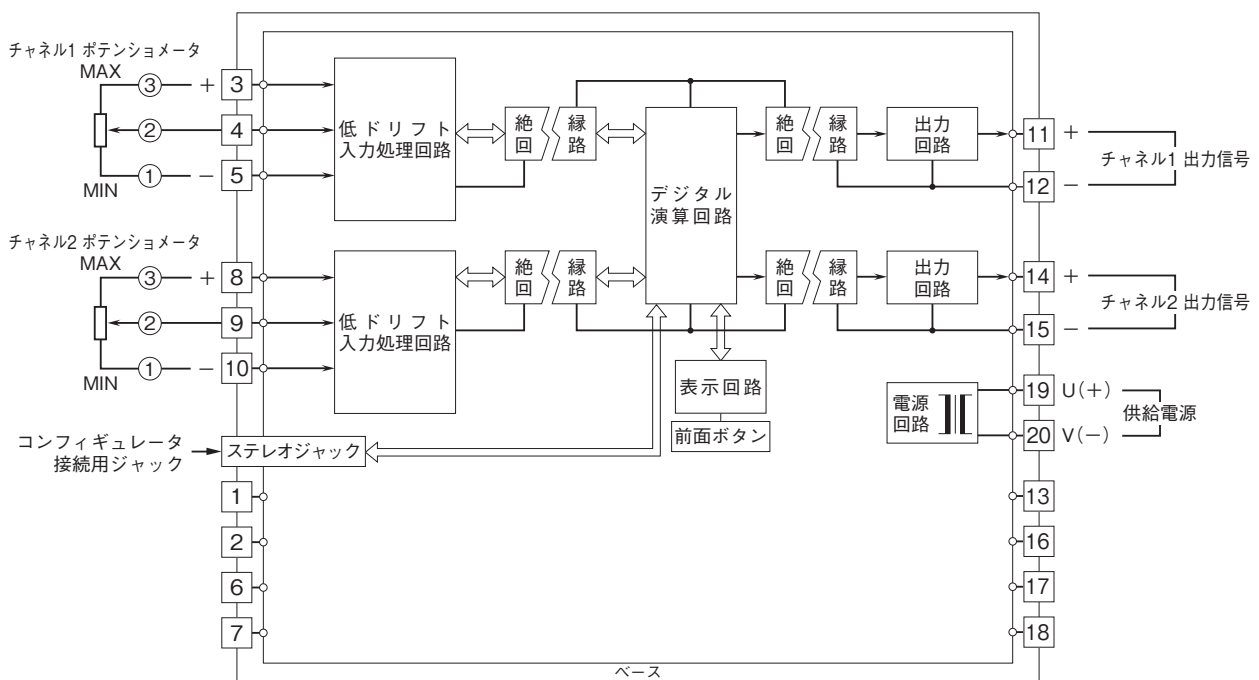 チャネル1 ポテンショメータ
MAX
③ + 3
② 4
① − 5
MIN
低ドリフト
入力処理回路
絶縁
回路
デジタル
演算回路
絶縁
回路
出力
回路
11 +
チャネル1 出力信号
12 −
チャネル2 ポテンショメータ
MAX
③ + 8
② 9
① − 10
MIN
低ドリフト
入力処理回路
絶縁
回路
絶縁
回路
出力
回路
14 +
チャネル2 出力信号
15 −
表示回路
前面ボタン
電源
回路
19 U(+)
供給電源
20 V(−)
コンフィギュレータ
接続用ジャック
ステレオジャック
1
2
6
7
13
16
17
18
ベース